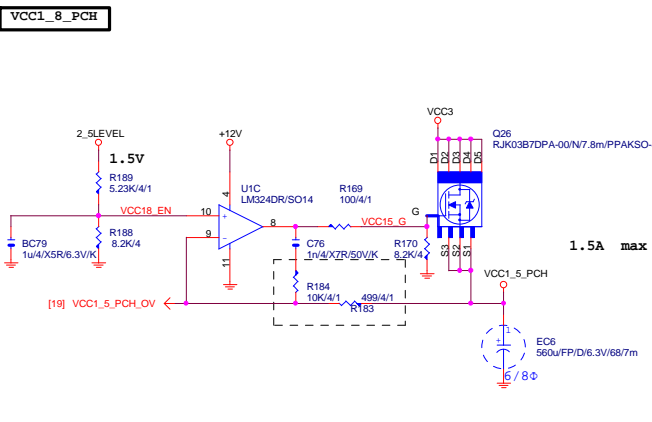 VCC1_8_PCH
VCC3
2_5LEVEL
+12V
Q26
RJK03B7DPA-00/N/7.8m/PPAKSO-
1.5V
D1
D2
D3
D4
D5
R189
5.23K/4/1
4
U1C
LM324DR/SO14
R169
100/4/1
VCC18_EN
10
+
8
VCC15_G
G
R188
8.2K/4
9
-
BC79
1u/4/X5R/6.3V/K
C76
1n/4/X7R/50V/K
R170
8.2K/4
S3
S2
S1
1.5A max
11
VCC1_5_PCH
R184
10K/4/1
499/4/1
R183
[19] VCC1_5_PCH_OV
1
+
EC6
560u/FP/D/6.3V/68/7m
6/8Φ